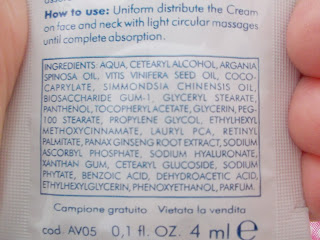 How to use: Uniform distribute the Cream
on face and neck with light circular massages
until complete absorption.
INGREDIENTS: AQUA, CETEARYL ALCOHOL, ARGANIA
SPINOSA OIL, VITIS VINIFERA SEED OIL, COCO-
CAPRYLATE, SIMMONDSIA CHINENSIS OIL,
BIOSACCHARIDE GUM-1, GLYCERYL STEARATE,
PANTHENOL, TOCOPHERYL ACETATE, GLYCERIN, PEG-
100 STEARATE, PROPYLENE GLYCOL, ETHYLHEXYL
METHOXYCINNAMATE, LAURYL PCA, RETINYL
PALMITATE, PANAX GINSENG ROOT EXTRACT, SODIUM
ASCORBYL PHOSPHATE, SODIUM HYALURONATE,
XANTHAN GUM, CETEARYL GLUCOSIDE, SODIUM
PHYTATE, BENZOIC ACID, DEHYDROACETIC ACID,
ETHYLHEXYLGLYCERIN, PHENOXYETHANOL, PARFUM.
Campione gratuito Vietata la vendita
cod. AV05 0,1 fl. OZ. 4 ml e